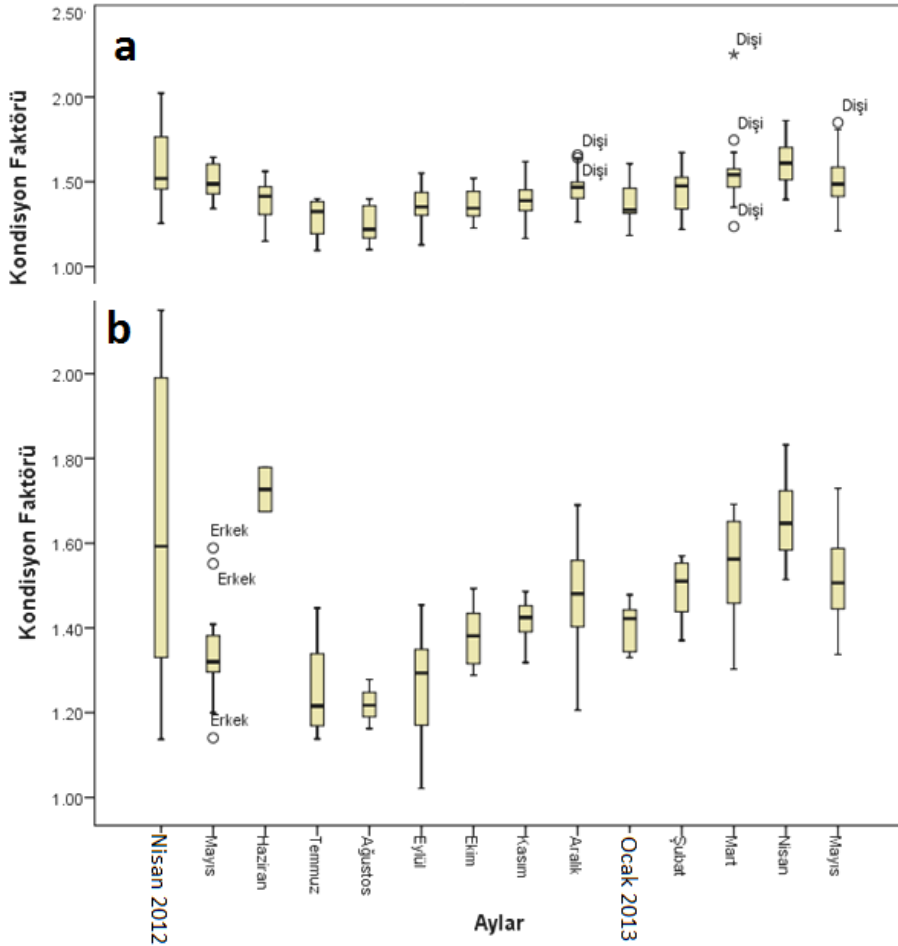 a
2.50
2.00
1.50
1.00
Kondisyon Faktörü
Dişi
Dişi
Dişi
Dişi
Dişi
Dişi
b
2.00
1.80
1.60
1.40
1.20
1.00
Kondisyon Faktörü
Erkek
Erkek
Erkek
Nisan 2012
Mayıs
Haziran
Temmuz
Ağustos
Eylül
Ekim
Kasım
Aralık
Ocak 2013
Şubat
Mart
Nisan
Mayıs
Aylar